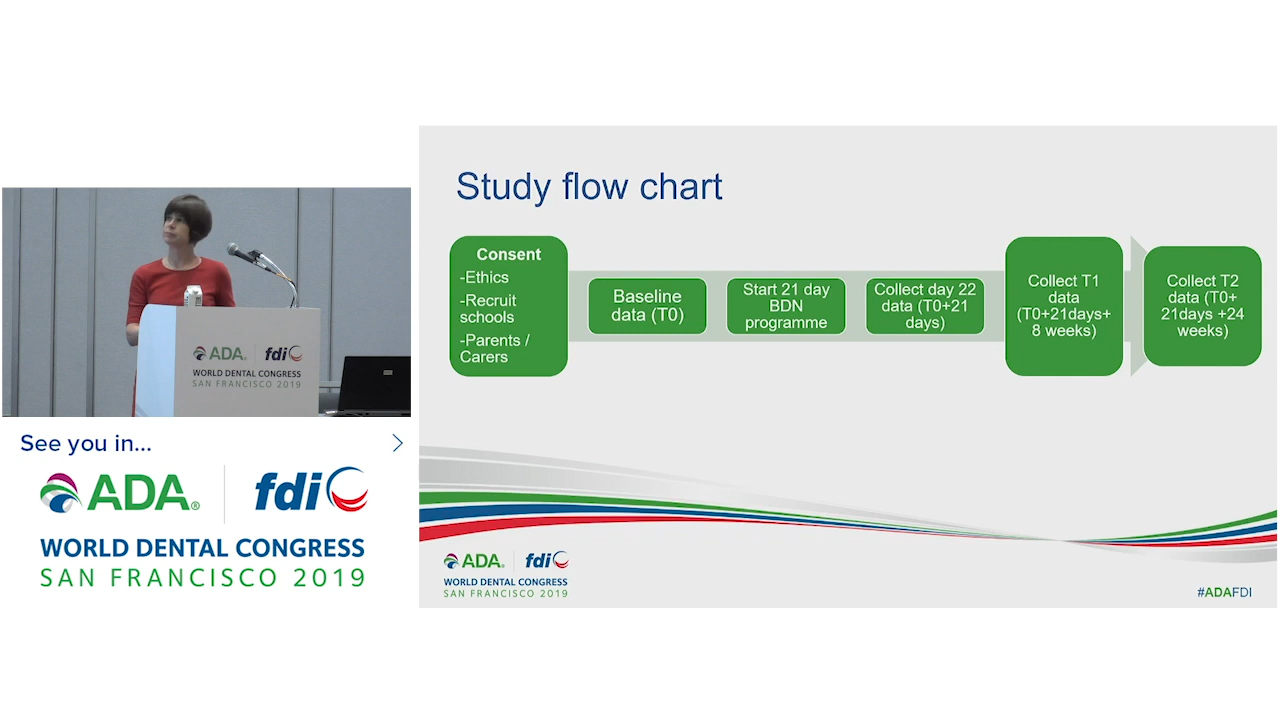 Study flow chart
Consent
-Ethics
-Recruit
schools
-Parents /
Carers
Baseline
data (T0)
Start 21 day
BDN
programme
Collect day 22
data (T0+21
days)
Collect T1
data
(T0+21days+
8 weeks)
Collect T2
data (T0+
21days +24
weeks)
ADA. fdi
WORLD DENTAL CONGRESS
SAN FRANCISCO 2019
See you in...
ADA® fdi
WORLD DENTAL CONGRESS
SAN FRANCISCO 2019
ADA. fdi
WORLD DENTAL CONGRESS
SAN FRANCISCO 2019
#ADAFDI